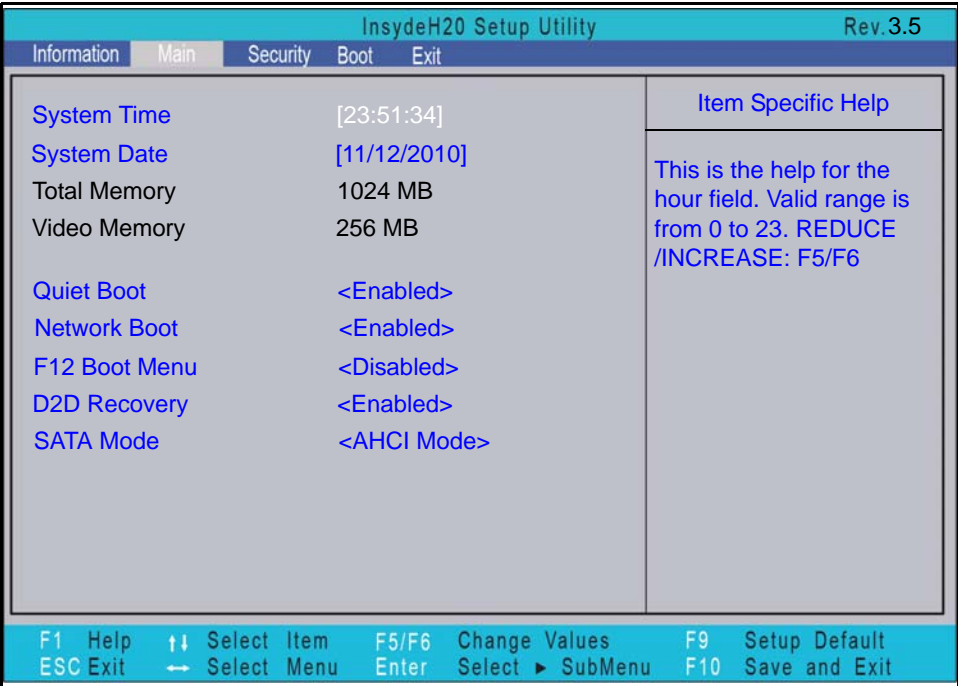 InsydeH20 Setup Utility Rev. 3.5
Information Main Security Boot Exit
System Time [23:51:34]
System Date [11/12/2010]
Total Memory 1024 MB
Video Memory 256 MB
Quiet Boot <Enabled>
Network Boot <Enabled>
F12 Boot Menu <Disabled>
D2D Recovery <Enabled>
SATA Mode <AHCI Mode>
Item Specific Help
This is the help for the
hour field. Valid range is
from 0 to 23. REDUCE
/INCREASE: F5/F6
F1 Help ↑↓ Select Item F5/F6 Change Values F9 Setup Default
ESC Exit ↔ Select Menu Enter Select ► SubMenu F10 Save and Exit